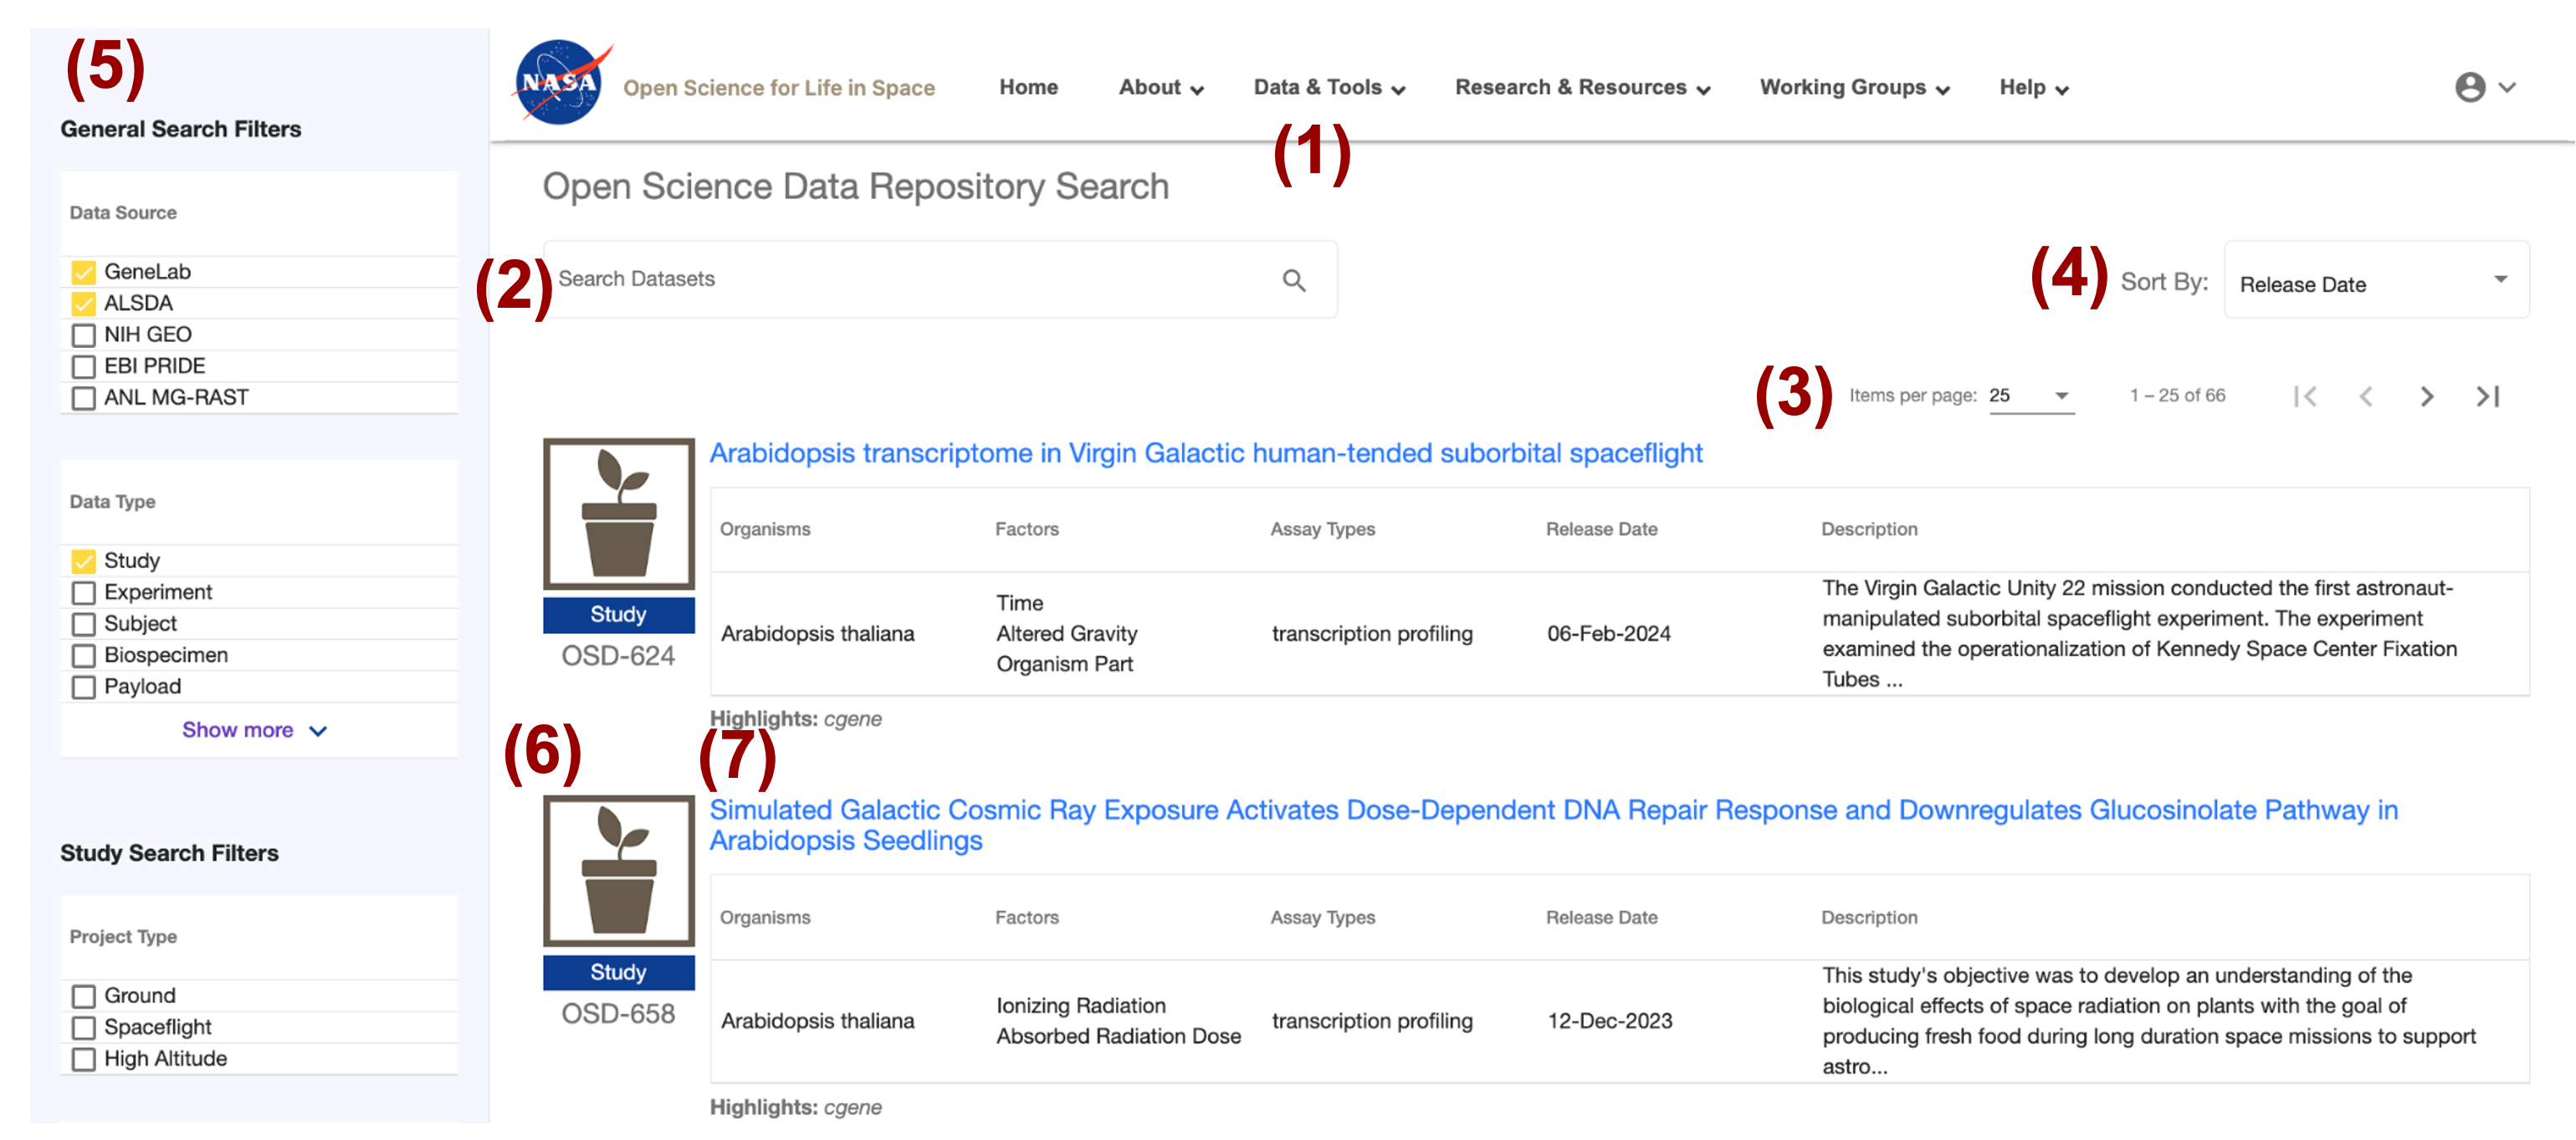 (5)
General Search Filters
Data Source
GeneLab
ALSDA
NIH GEO
EBI PRIDE
ANL MG-RAST
Data Type
Study
Experiment
Subject
Biospecimen
Payload
Show more
Study Search Filters
Project Type
Ground
Spaceflight
High Altitude
NASA
Open Science for Life in Space
Home About Data & Tools Research & Resources Working Groups Help
(1)
Open Science Data Repository Search
(2) Search Datasets
(4) Sort By: Release Date
(3) Items per page: 25 1 – 25 of 66
Arabidopsis transcriptome in Virgin Galactic human-tended suborbital spaceflight
Study
OSD-624
Organisms Factors Assay Types Release Date Description
Arabidopsis thaliana
Time
Altered Gravity
Organism Part
transcription profiling
06-Feb-2024
The Virgin Galactic Unity 22 mission conducted the first astronaut-
manipulated suborbital spaceflight experiment. The experiment
examined the operationalization of Kennedy Space Center Fixation
Tubes ...
Highlights: cgene
(6) (7)
Simulated Galactic Cosmic Ray Exposure Activates Dose-Dependent DNA Repair Response and Downregulates Glucosinolate Pathway in
Arabidopsis Seedlings
Study
OSD-658
Organisms Factors Assay Types Release Date Description
Arabidopsis thaliana
Ionizing Radiation
Absorbed Radiation Dose
transcription profiling
12-Dec-2023
This study's objective was to develop an understanding of the
biological effects of space radiation on plants with the goal of
producing fresh food during long duration space missions to support
astro...
Highlights: cgene